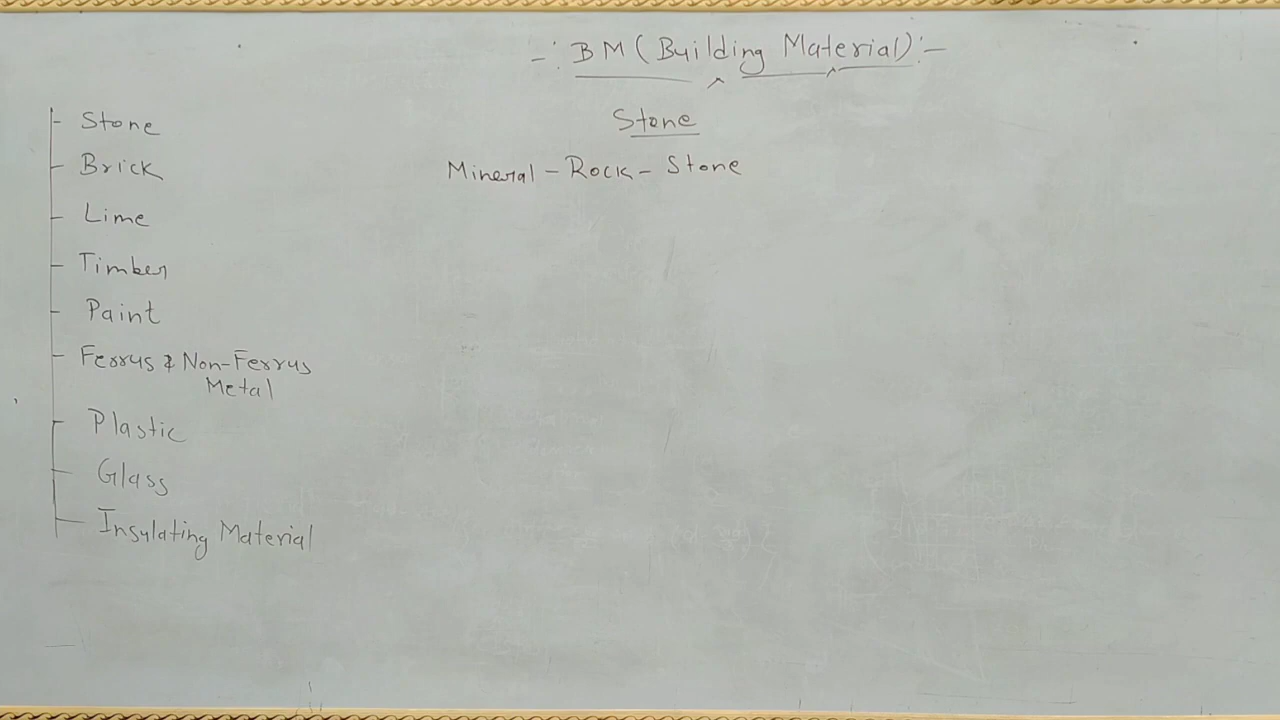 -: BM (Building Material) :-
Stone
Mineral - Rock - Stone
- Stone
- Brick
- Lime
- Timber
- Paint
- Ferrus & Non-Ferrus
Metal
- Plastic
- Glass
- Insulating Material